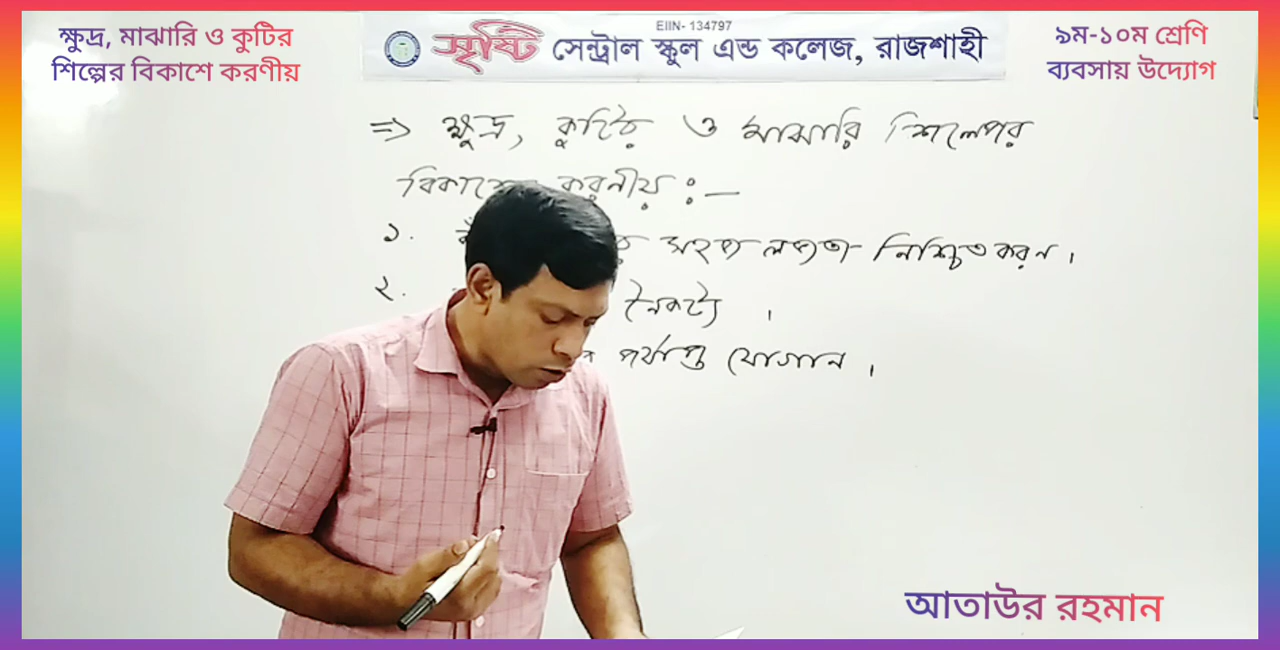 ক্ষুদ্র, মাঝারি ও কুটির
শিল্পের বিকাশে করণীয়
EIIN- 134797
সৃষ্টি সেন্ট্রাল স্কুল এন্ড কলেজ, রাজশাহী
৯ম-১০ম শ্রেণি
ব্যবসায় উদ্যোগ
⇒ ক্ষুদ্র, কুটির ও মাঝারি শিল্পের
করনীয় :—
১. সহজ লভ্যতা নিশ্চিত করন।
২. নৈকট্যে ।
পর্যাপ্ত যোগান ।
আতাউর রহমান